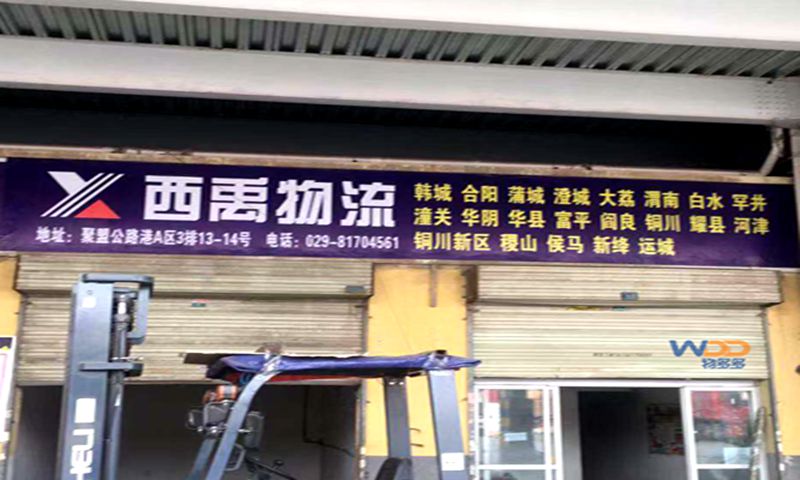 西禹物流
地址：聚盟公路港A区3排13-14号 电话：029-81704561
韩城 合阳 蒲城 澄城 大荔 渭南 白水 罕井
潼关 华阴 华县 富平 阎良 铜川 耀县 河津
铜川新区 稷山 侯马 新绛 运城
WDD
物多多
HELI